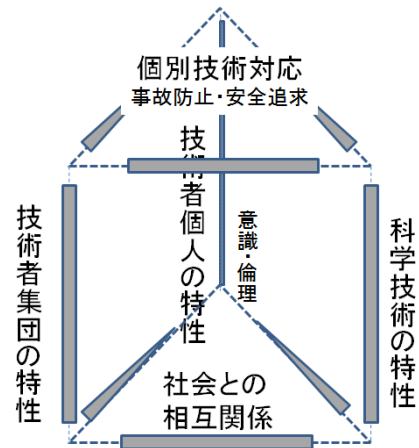 個別技術対応
事故防止・安全追求
技術者個人の特性
意識・倫理
技術者集団の特性
科学技術の特性
社会との
相互関係